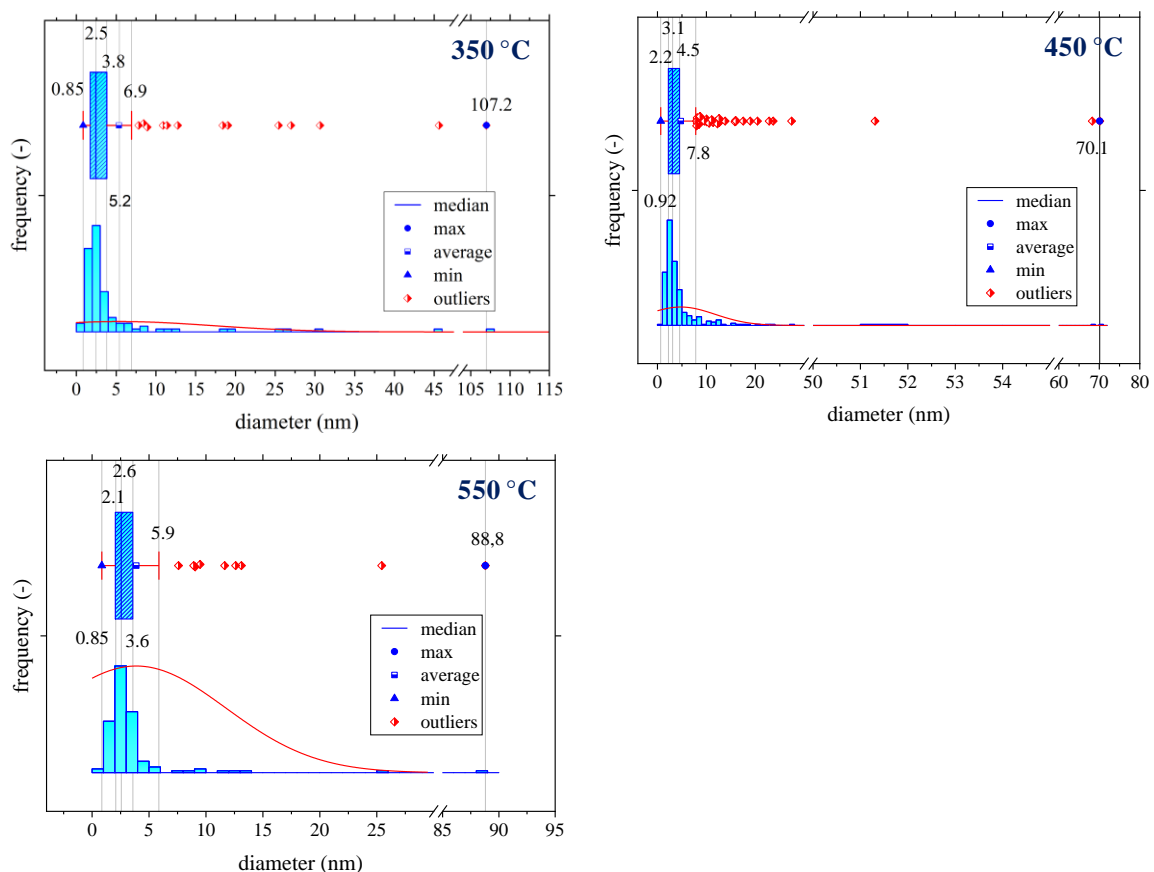 2.5
350 °C
3.8
0.85
6.9
107.2
5.2
frequency (-)
median
max
average
min
outliers
0 5 10 15 20 25 30 35 40 45 105 110 115
diameter (nm)
3.1
450 °C
2.2 4.5
7.8
70.1
0.92
frequency (-)
median
max
average
min
outliers
0 10 20 50 51 52 53 54 60 70 80
diameter (nm)
2.6
550 °C
2.1
5.9
88,8
0.85
3.6
frequency (-)
median
max
average
min
outliers
0 5 10 15 20 25 85 90 95
diameter (nm)